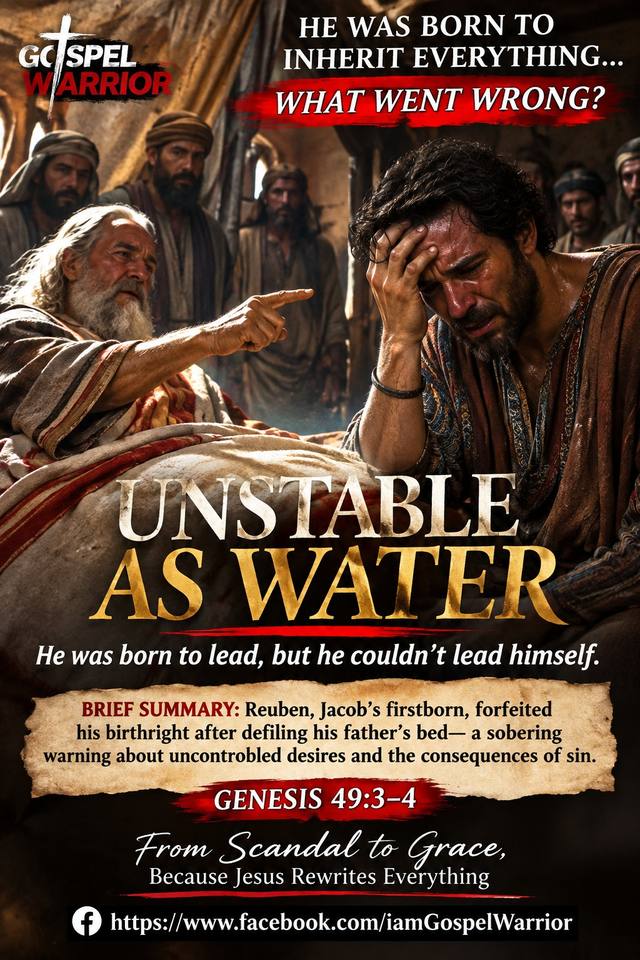 GOSPEL
WARRIOR
HE WAS BORN TO
INHERIT EVERYTHING...
WHAT WENT WRONG?
UNSTABLE
AS WATER
He was born to lead, but he couldn't lead himself.
BRIEF SUMMARY: Reuben, Jacob's firstborn, forfeited
his birthright after defiling his father's bed— a sobering
warning about uncontrobled desires and the consequences of sin.
GENESIS 49:3–4
From Scandal to Grace,
Because Jesus Rewrites Everything
https://www.facebook.com/iamGospelWarrior